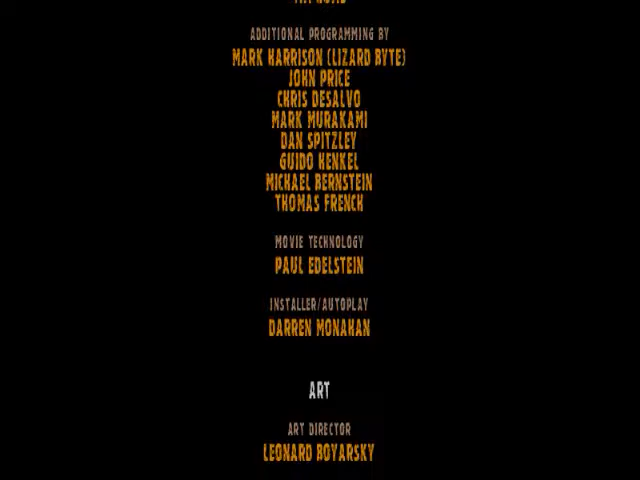 ADDITIONAL PROGRAMMING BY
MARK HARRISON (LIZARD BYTE)
JOHN PRICE
CHRIS DESALVO
MARK MURAKAMI
DAN SPITZLEY
GUIDO HENKEL
MICHAEL BERNSTEIN
THOMAS FRENCH
MOVIE TECHNOLOGY
PAUL EDELSTEIN
INSTALLER/AUTOPLAY
DARREN MONAHAN
ART
ART DIRECTOR
LEONARD BOYARSKY